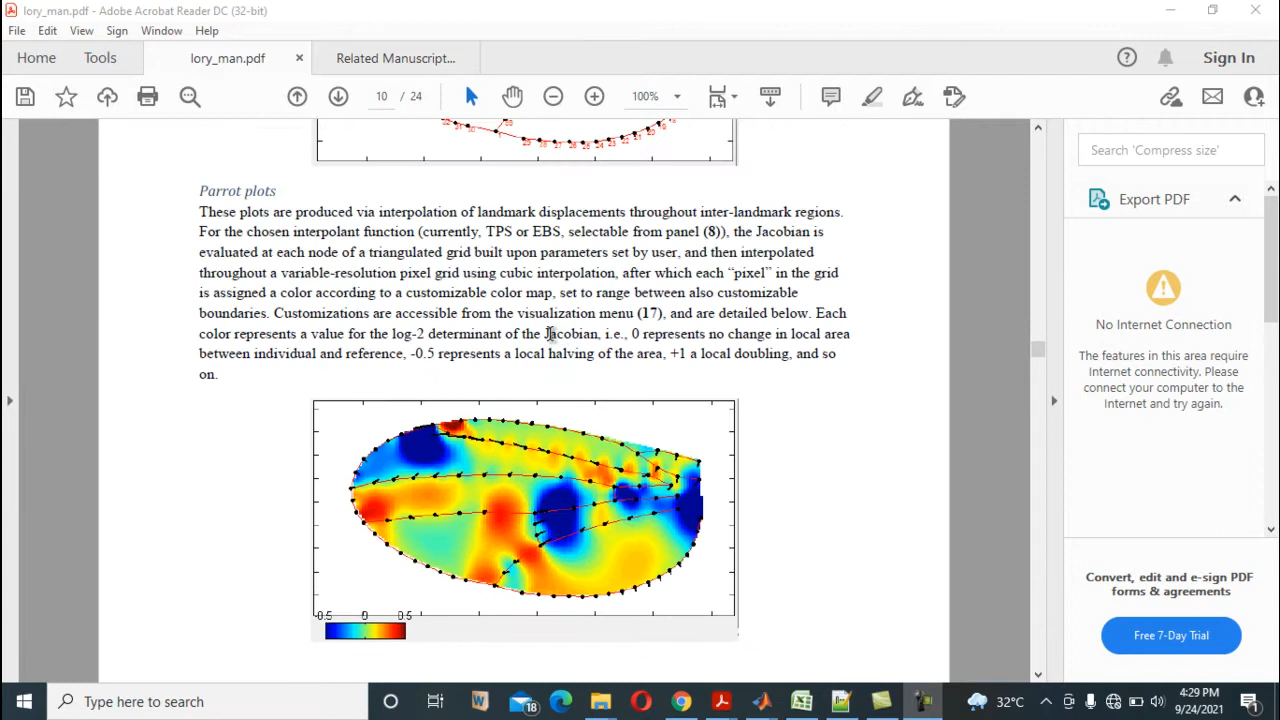 lory_man.pdf - Adobe Acrobat Reader DC (32-bit)
File Edit View Sign Window Help
Home Tools lory_man.pdf × Related Manuscript...
Sign In
10 / 24 100%
Parrot plots
These plots are produced via interpolation of landmark displacements throughout inter-landmark regions.
For the chosen interpolant function (currently, TPS or EBS, selectable from panel (8)), the Jacobian is
evaluated at each node of a triangulated grid built upon parameters set by user, and then interpolated
throughout a variable-resolution pixel grid using cubic interpolation, after which each “pixel” in the grid
is assigned a color according to a customizable color map, set to range between also customizable
boundaries. Customizations are accessible from the visualization menu (17), and are detailed below. Each
color represents a value for the log-2 determinant of the Jacobian, i.e., 0 represents no change in local area
between individual and reference, -0.5 represents a local halving of the area, +1 a local doubling, and so
on.
-0.5 0 0.5
Search 'Compress size'
Export PDF
No Internet Connection
The features in this area require
Internet connectivity. Please
connect your computer to the
Internet and try again.
Convert, edit and e-sign PDF
forms & agreements
Free 7-Day Trial
Type here to search
18
32°C
4:29 PM
9/24/2021
1